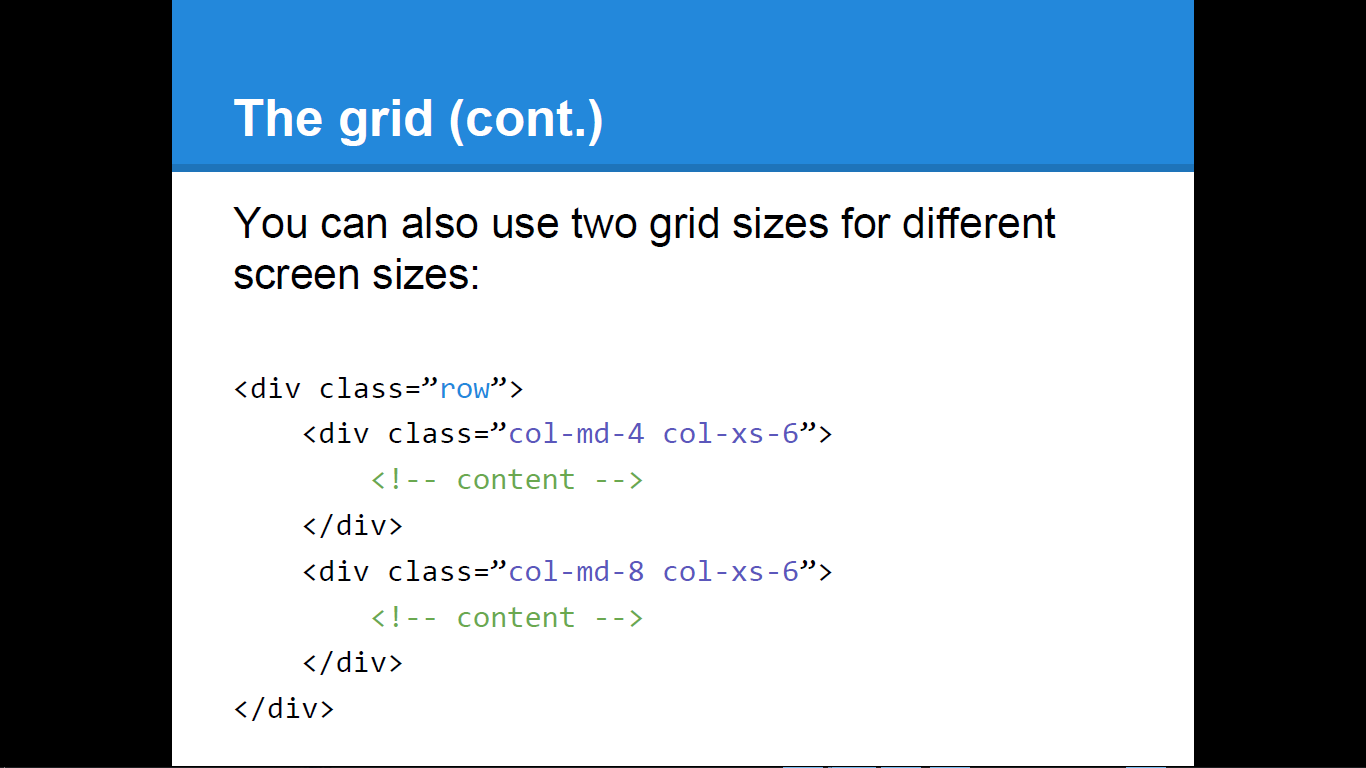 The grid (cont.)
You can also use two grid sizes for different
screen sizes:
<div class=”row”>
<div class=”col-md-4 col-xs-6”>
<!-- content -->
</div>
<div class=”col-md-8 col-xs-6”>
<!-- content -->
</div>
</div>